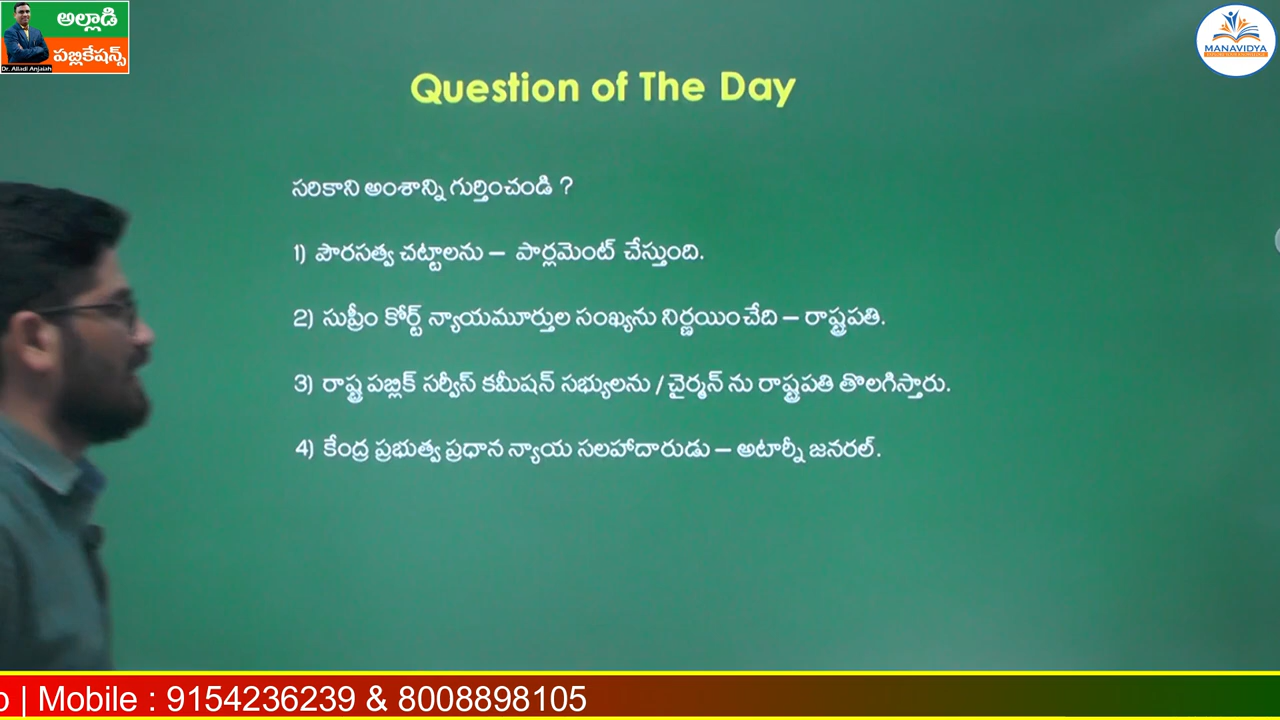 అల్లాడి
పబ్లికేషన్స్
Dr. Alladi Anjaiah
MANAVIDYA
Question of The Day
సరికాని అంశాన్ని గుర్తించండి ?
1) పౌరసత్వ చట్టాలను – పార్లమెంట్ చేస్తుంది.
2) సుప్రీం కోర్ట్ న్యాయమూర్తుల సంఖ్యను నిర్ణయించేది – రాష్ట్రపతి.
3) రాష్ట్ర పబ్లిక్ సర్వీస్ కమీషన్ సభ్యులను / చైర్మన్ ను రాష్ట్రపతి తొలగిస్తారు.
4) కేంద్ర ప్రభుత్వ ప్రధాన న్యాయ సలహాదారుడు – అటార్నీ జనరల్.
| Mobile : 9154236239 & 8008898105